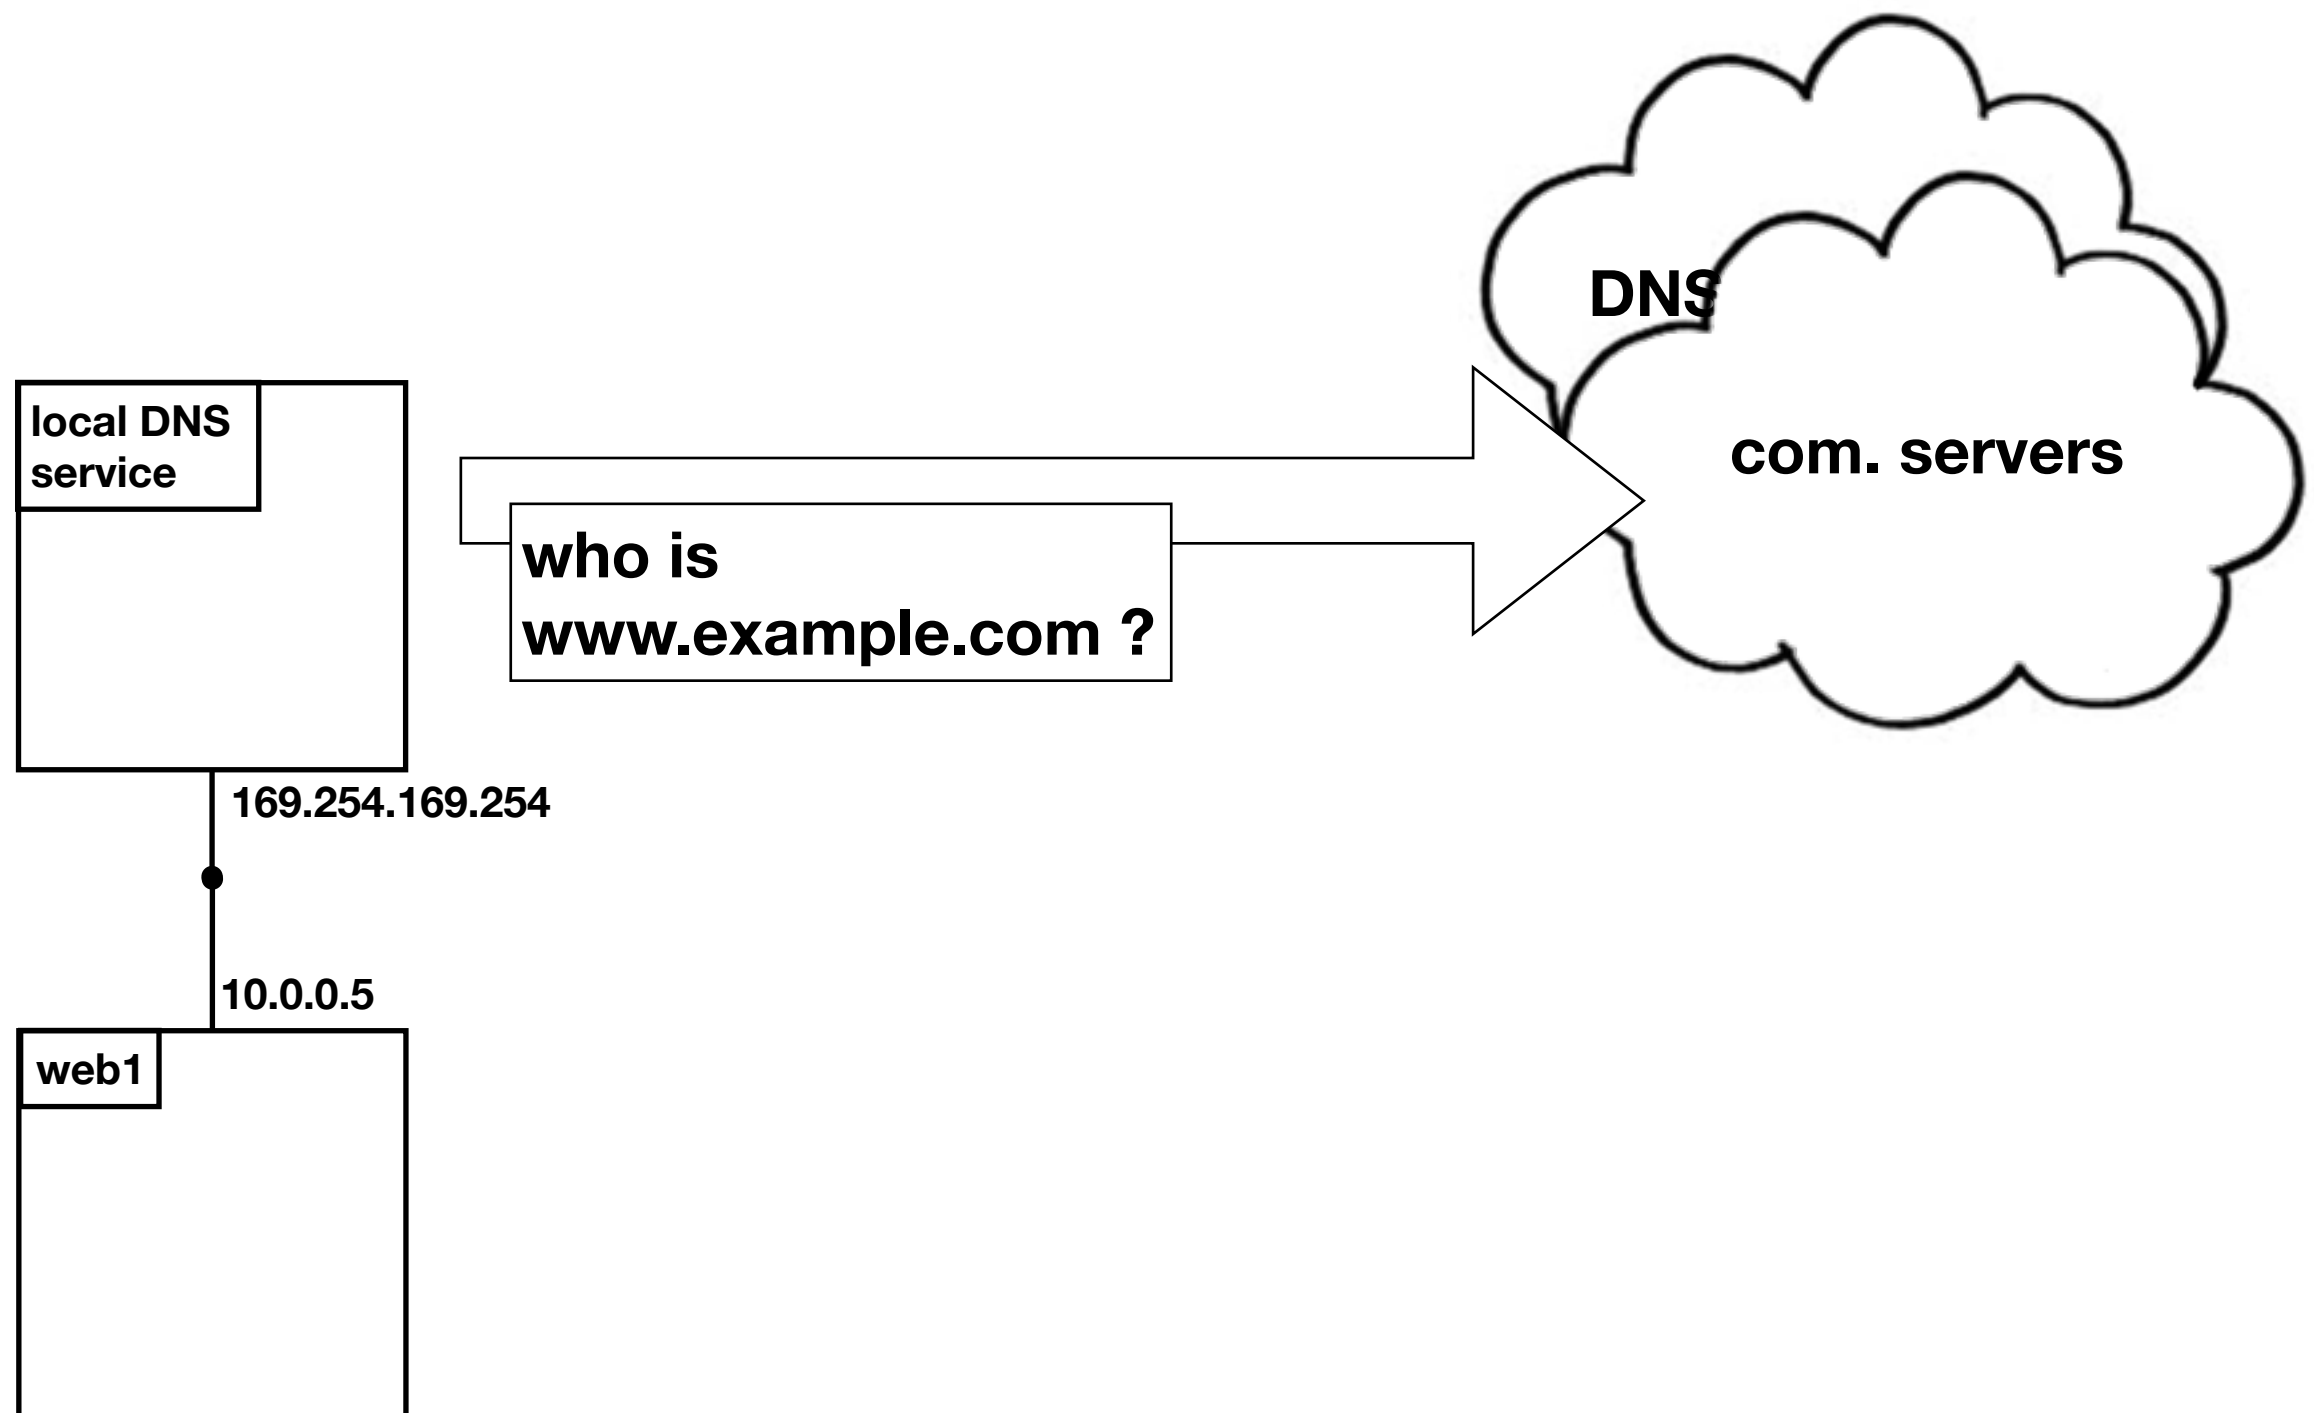 DNS
local DNS
service
com. servers
who is
www.example.com ?
169.254.169.254
10.0.0.5
web1